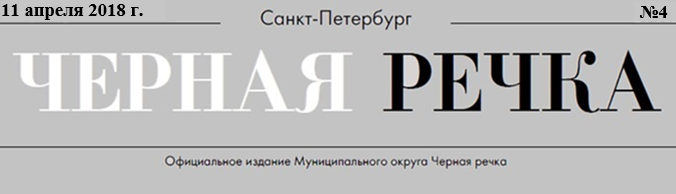 11 апреля 2018 г.
Санкт-Петербург
№4
ЧЕРНАЯ РЕЧКА
Официальное издание Муниципального округа Черная речка